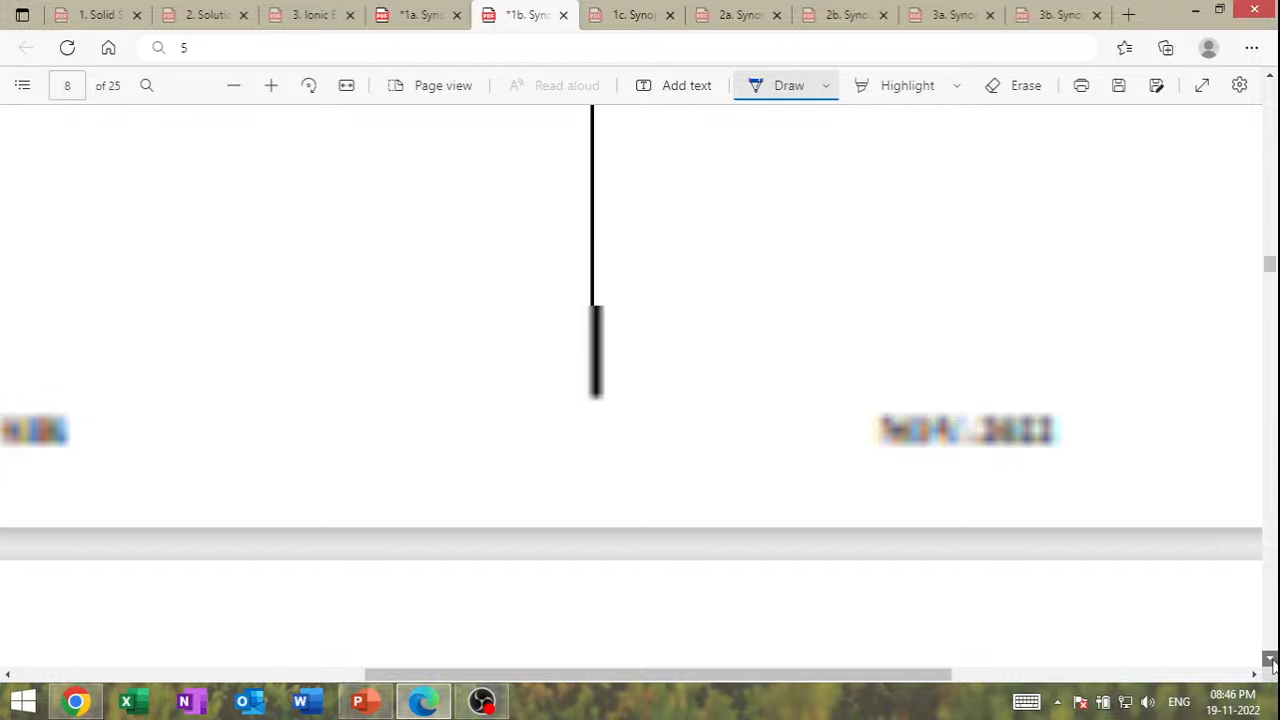 1. Solid S
2. Soluti
3. Ionic E
*1a. Sync
*1b. Sync
1c. Syno
2a. Sync
2b. Sync
3a. Sync
3b. Sync
5
8 of 25
Page view
Read aloud
Add text
Draw
Highlight
Erase
ENG
08:46 PM
19-11-2022